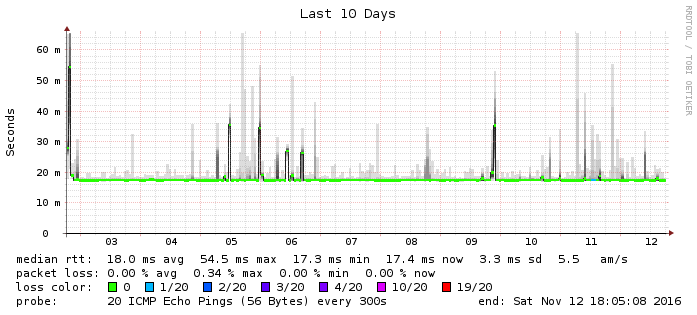 Last 10 Days
RRDTOOL / TOBI OETIKER
Seconds
60 m
50 m
40 m
30 m
20 m
10 m
0
03 04 05 06 07 08 09 10 11 12
median rtt: 18.0 ms avg 54.5 ms max 17.3 ms min 17.4 ms now 3.3 ms sd 5.5 am/s
packet loss: 0.00 % avg 0.34 % max 0.00 % min 0.00 % now
loss color: 0 1/20 2/20 3/20 4/20 10/20 19/20
probe: 20 ICMP Echo Pings (56 Bytes) every 300s end: Sat Nov 12 18:05:08 2016